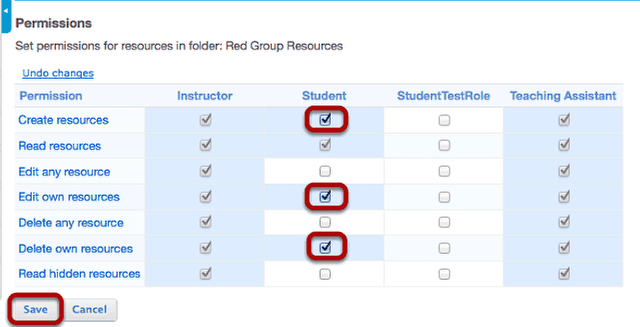 Permissions
Set permissions for resources in folder: Red Group Resources
Undo changes
Permission Instructor Student StudentTestRole Teaching Assistant
Create resources
Read resources
Edit any resource
Edit own resources
Delete any resource
Delete own resources
Read hidden resources
Save Cancel